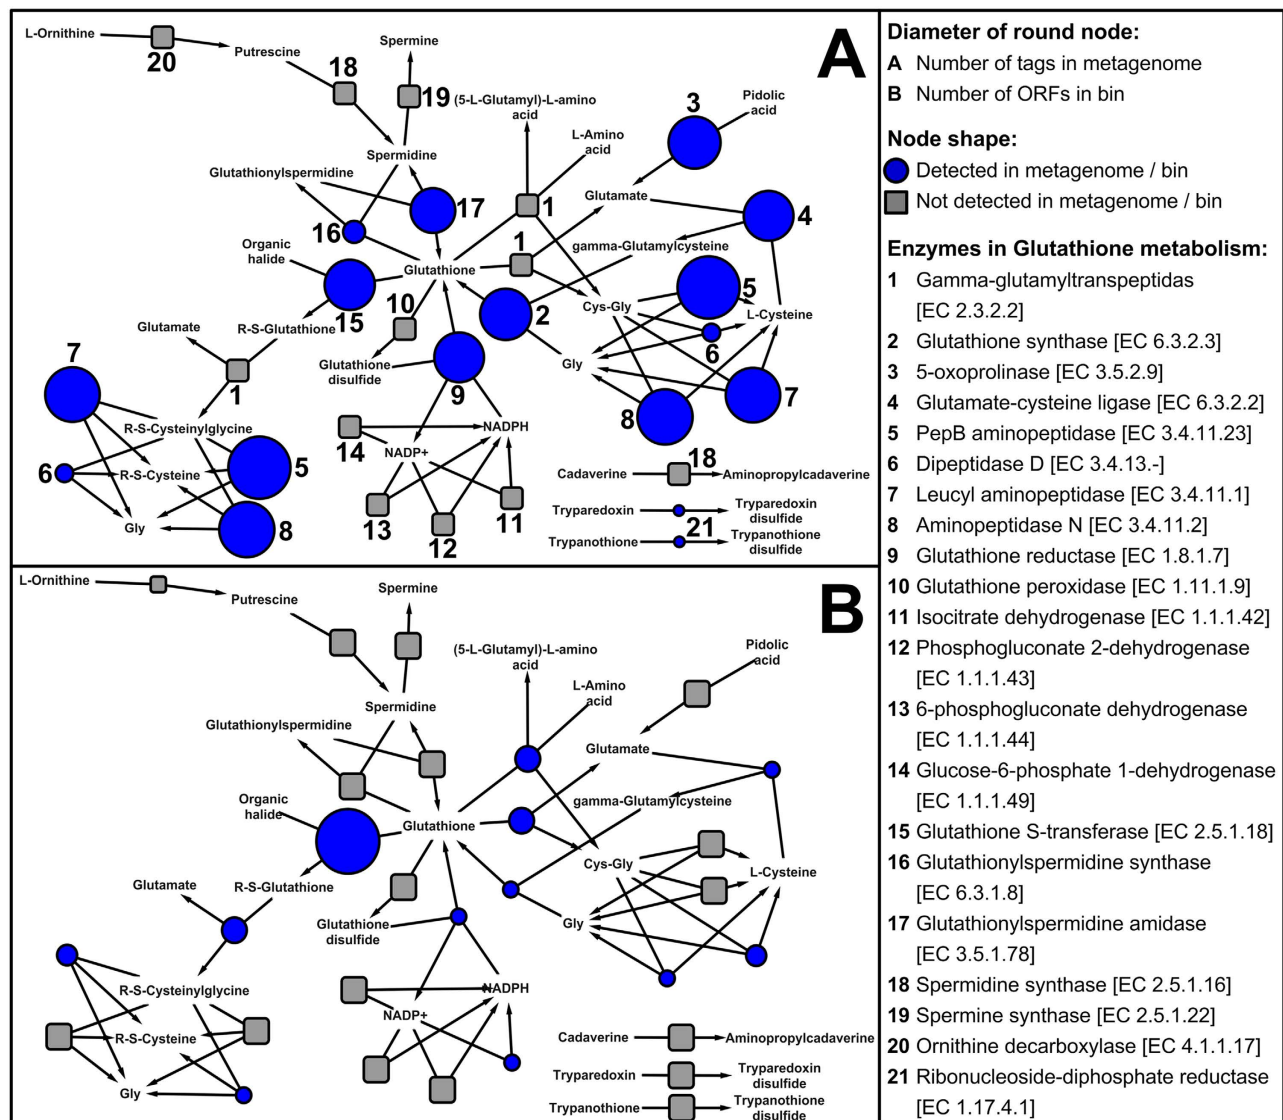 A
L-Ornithine
20
Putrescine
18
Spermine
19
(5-L-Glutamyl)-L-amino
acid
L-Amino
acid
3
Pidolic
acid
Spermidine
Glutathionylspermidine
17
16
1
Glutamate
4
Organic
halide
Glutathione
1
gamma-Glutamylcysteine
15
10
2
Cys-Gly
5
L-Cysteine
6
Glutamate
R-S-Glutathione
Glutathione
disulfide
9
Gly
7
8
7
1
R-S-Cysteinylglycine
6
R-S-Cysteine
5
Gly
8
14
NADPH
NADP+
13
12
11
Cadaverine
18
Aminopropylcadaverine
Tryparedoxin
Tryparedoxin
disulfide
Trypanothione
21
Trypanothione
disulfide
B
L-Ornithine
Putrescine
Spermine
(5-L-Glutamyl)-L-amino
acid
L-Amino
acid
Pidolic
acid
Spermidine
Glutathionylspermidine
Glutamate
Organic
halide
Glutathione
gamma-Glutamylcysteine
Cys-Gly
L-Cysteine
Glutamate
R-S-Glutathione
Glutathione
disulfide
Gly
R-S-Cysteinylglycine
R-S-Cysteine
Gly
NADPH
NADP+
Cadaverine
Aminopropylcadaverine
Tryparedoxin
Tryparedoxin
disulfide
Trypanothione
Trypanothione
disulfide
Diameter of round node:
A Number of tags in metagenome
B Number of ORFs in bin
Node shape:
Detected in metagenome / bin
Not detected in metagenome / bin
Enzymes in Glutathione metabolism:
1 Gamma-glutamyltranspeptidas
[EC 2.3.2.2]
2 Glutathione synthase [EC 6.3.2.3]
3 5-oxoprolinase [EC 3.5.2.9]
4 Glutamate-cysteine ligase [EC 6.3.2.2]
5 PepB aminopeptidase [EC 3.4.11.23]
6 Dipeptidase D [EC 3.4.13.-]
7 Leucyl aminopeptidase [EC 3.4.11.1]
8 Aminopeptidase N [EC 3.4.11.2]
9 Glutathione reductase [EC 1.8.1.7]
10 Glutathione peroxidase [EC 1.11.1.9]
11 Isocitrate dehydrogenase [EC 1.1.1.42]
12 Phosphogluconate 2-dehydrogenase
[EC 1.1.1.43]
13 6-phosphogluconate dehydrogenase
[EC 1.1.1.44]
14 Glucose-6-phosphate 1-dehydrogenase
[EC 1.1.1.49]
15 Glutathione S-transferase [EC 2.5.1.18]
16 Glutathionylspermidine synthase
[EC 6.3.1.8]
17 Glutathionylspermidine amidase
[EC 3.5.1.78]
18 Spermidine synthase [EC 2.5.1.16]
19 Spermine synthase [EC 2.5.1.22]
20 Ornithine decarboxylase [EC 4.1.1.17]
21 Ribonucleoside-diphosphate reductase
[EC 1.17.4.1]